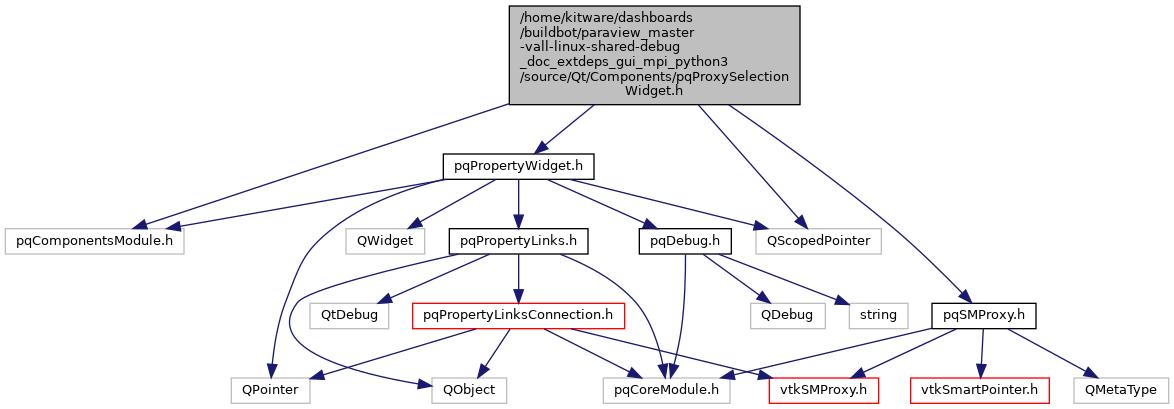 /home/kitware/dashboards
/buildbot/paraview_master
-vall-linux-shared-debug
_doc_extdeps_gui_mpi_python3
/source/Qt/Components/pqProxySelection
Widget.h
pqPropertyWidget.h
pqComponentsModule.h
QWidget
pqPropertyLinks.h
pqDebug.h
QScopedPointer
QtDebug
pqPropertyLinksConnection.h
QDebug
string
pqSMProxy.h
QPointer
QObject
pqCoreModule.h
vtkSMProxy.h
vtkSmartPointer.h
QMetaType